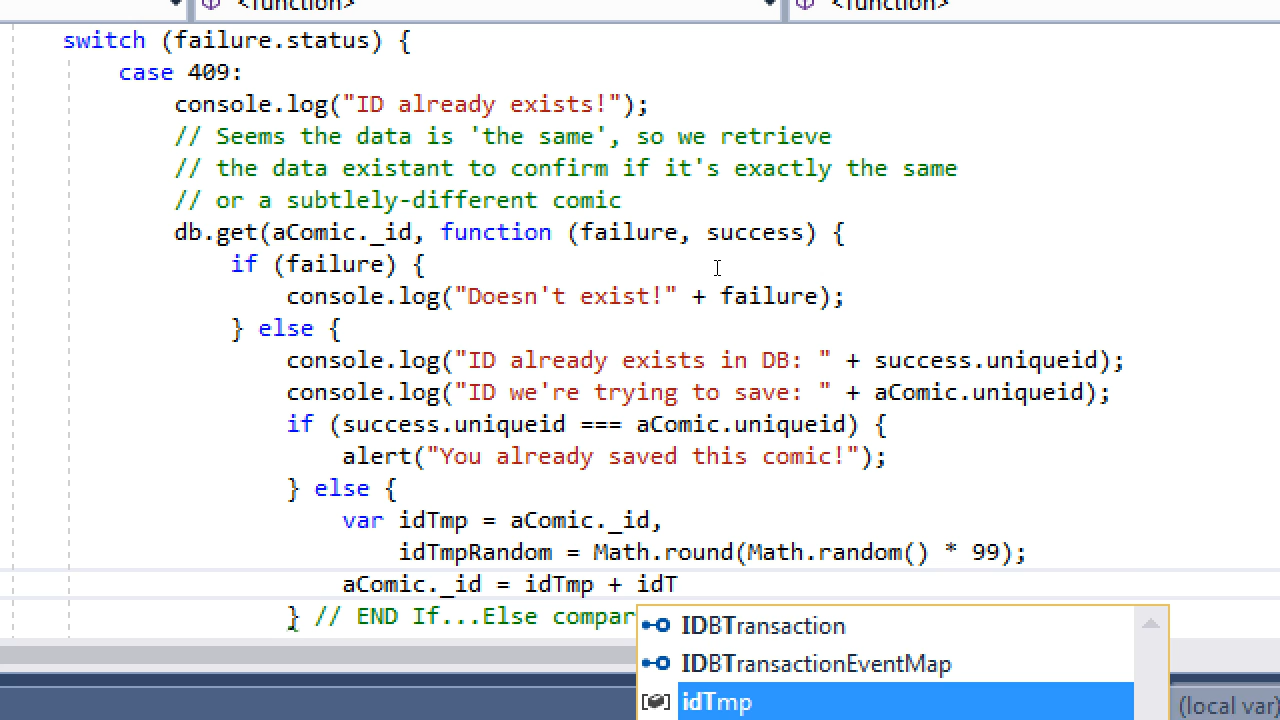 <function>
<function>
switch (failure.status) {
case 409:
console.log("ID already exists!");
// Seems the data is 'the same', so we retrieve
// the data existant to confirm if it's exactly the same
// or a subtlely-different comic
db.get(aComic._id, function (failure, success) {
if (failure) {
console.log("Doesn't exist!" + failure);
} else {
console.log("ID already exists in DB: " + success.uniqueid);
console.log("ID we're trying to save: " + aComic.uniqueid);
if (success.uniqueid === aComic.uniqueid) {
alert("You already saved this comic!");
} else {
var idTmp = aComic._id,
idTmpRandom = Math.round(Math.random() * 99);
aComic._id = idTmp + idT
} // END If...Else compar
IDBTransaction
IDBTransactionEventMap
idTmp
(local var)